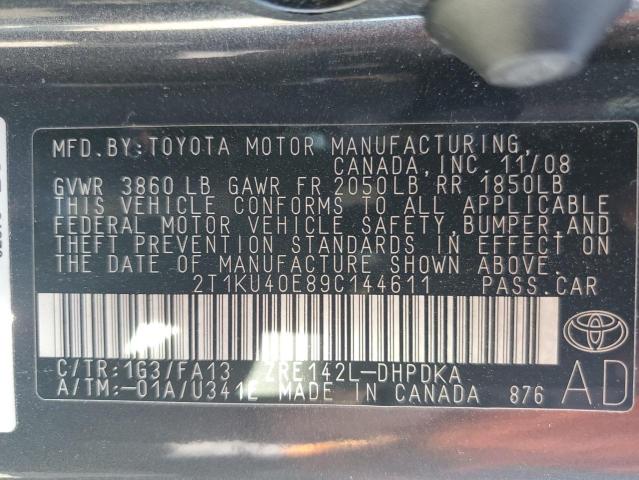 MFD.BY:TOYOTA MOTOR MANUFACTURING,
CANADA,INC. 11/08
GVWR 3860 LB GAWR FR 2050LB RR 1850LB
THIS VEHICLE CONFORMS TO ALL APPLICABLE
FEDERAL MOTOR VEHICLE SAFETY,BUMPER,AND
THEFT PREVENTION STANDARDS IN EFFECT ON
THE DATE OF MANUFACTURE SHOWN ABOVE.
2T1KU40E89C144611 PASS.CAR
C/TR:1G3/FA13 ZRE142L-DHPDKA
A/TM:-01A/U341E MADE IN CANADA 876
AD